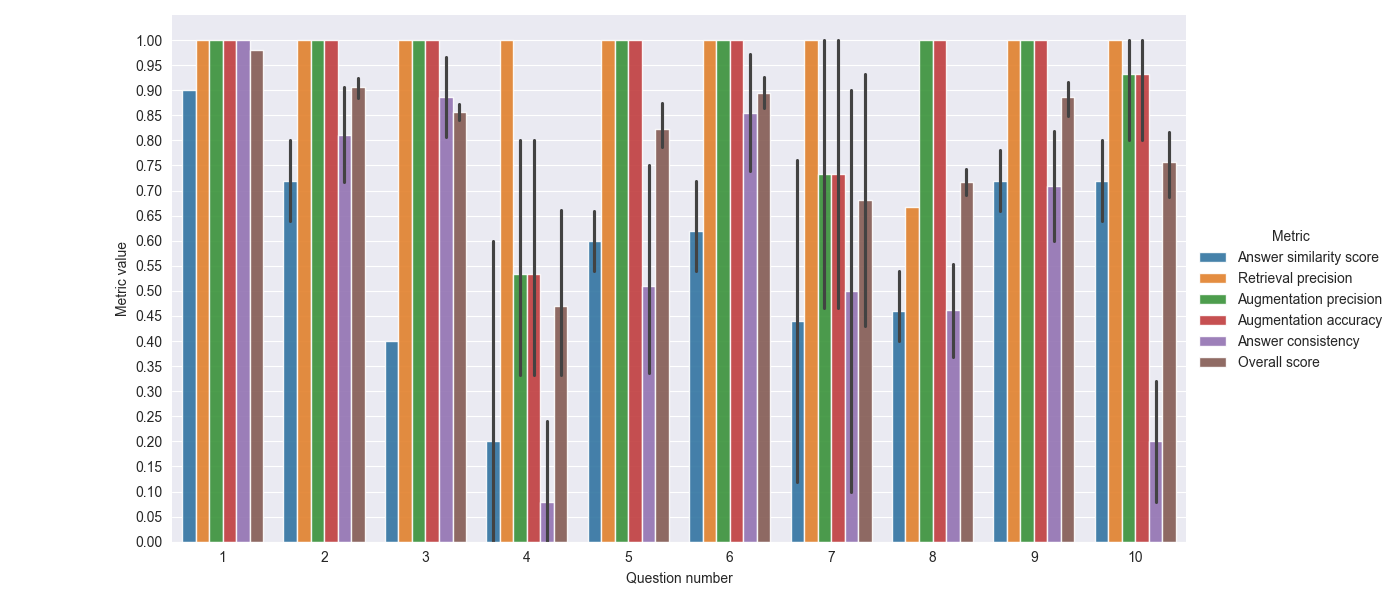 1.00
0.95
0.90
0.85
0.80
0.75
0.70
0.65
0.60
0.55
0.50
0.45
0.40
0.35
0.30
0.25
0.20
0.15
0.10
0.05
0.00
Metric value
1 2 3 4 5 6 7 8 9 10
Question number
Metric
Answer similarity score
Retrieval precision
Augmentation precision
Augmentation accuracy
Answer consistency
Overall score